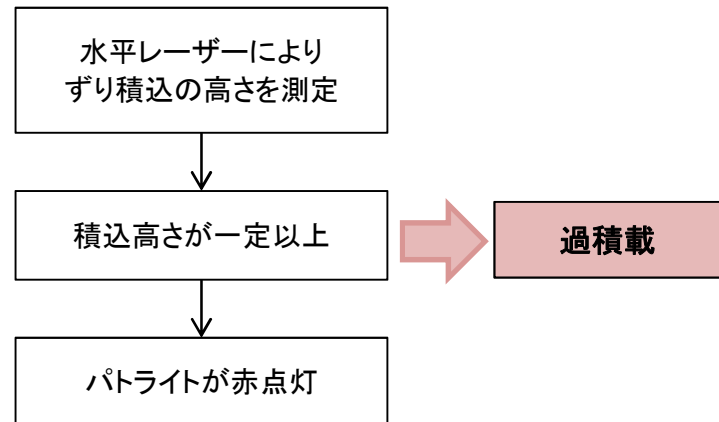 水平レーザーにより
ずり積込の高さを測定
積込高さが一定以上
過積載
パトライトが赤点灯